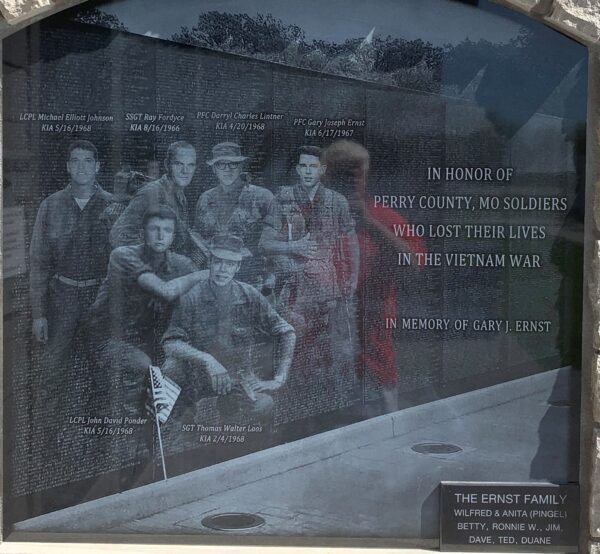 LCPL Michael Elliott Johnson
KIA 5/16/1968
SSGT Ray Fordyce
KIA 8/16/1966
PFC Darryl Charles Lintner
KIA 4/20/1968
PFC Gary Joseph Ernst
KIA 6/17/1967
IN HONOR OF
PERRY COUNTY, MO SOLDIERS
WHO LOST THEIR LIVES
IN THE VIETNAM WAR
IN MEMORY OF GARY J. ERNST
LCPL John David Ponder
KIA 5/16/1968
SGT Thomas Walter Laos
KIA 2/4/1968
THE ERNST FAMILY
WILFRED & ANITA (PINGEL)
BETTY, RONNIE W., JIM,
DAVE, TED, DUANE